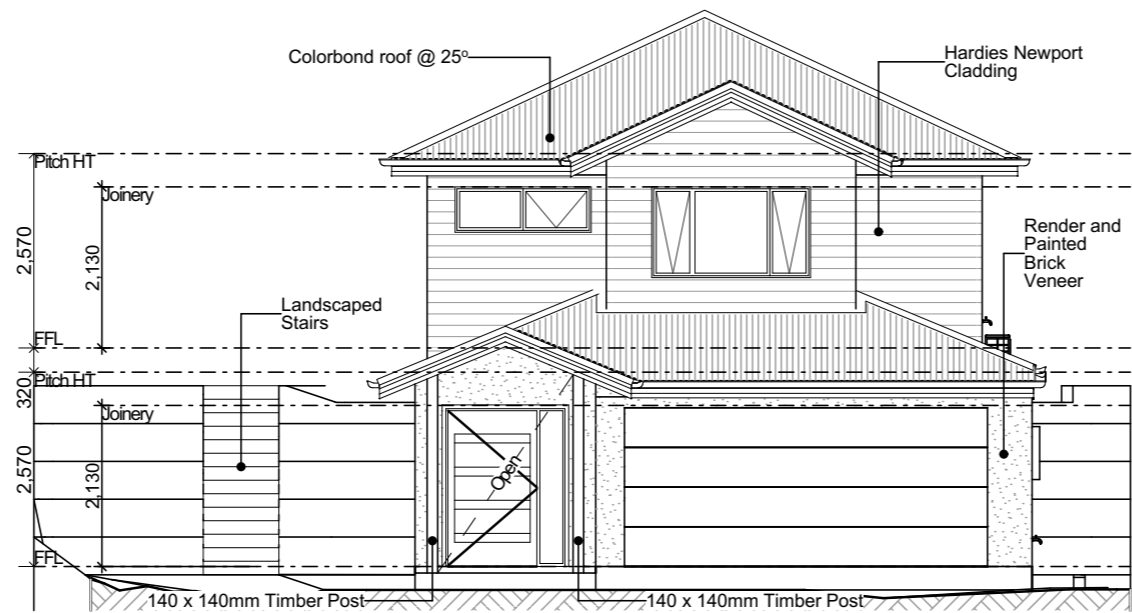 Colorbond roof @ 25º
Hardies Newport
Cladding
Pitch HT
Joinery
2,570
2,130
Render and
Painted
Brick
Veneer
Landscaped
Stairs
FFL
Pitch HT
320
Joinery
2,570
2,130
Open
FFL
140 x 140mm Timber Post
140 x 140mm Timber Post